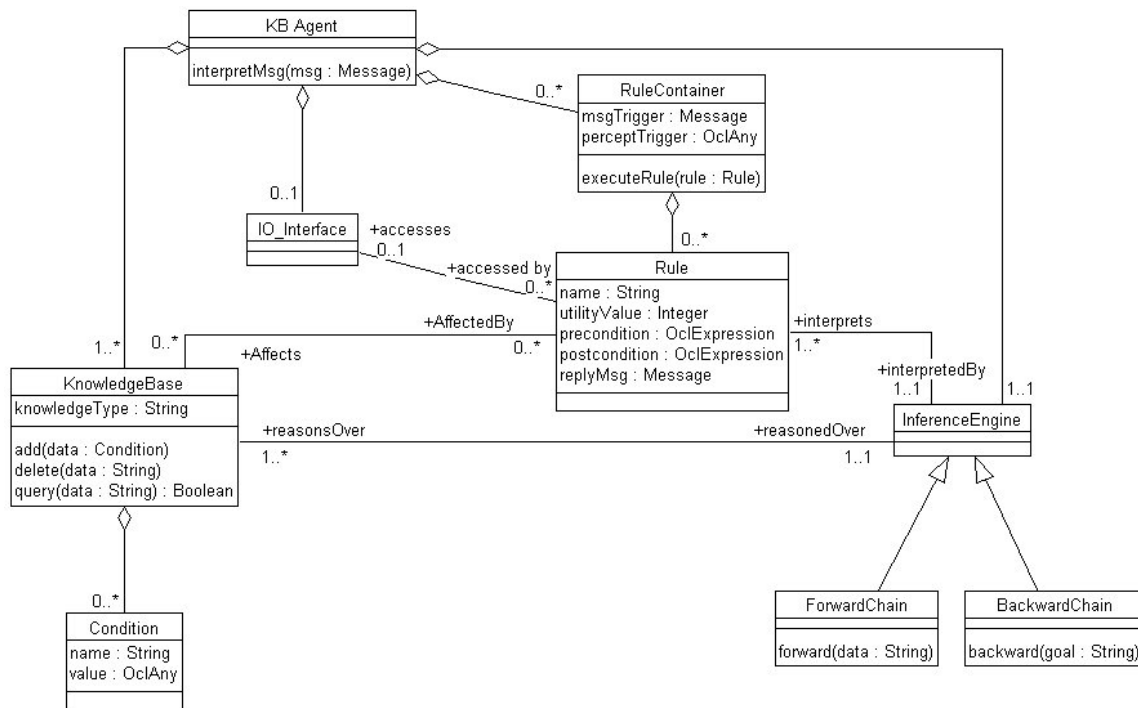 KB Agent
interpretMsg(msg : Message)
0..*
RuleContainer
msgTrigger : Message
perceptTrigger : OclAny
executeRule(rule : Rule)
0..1
IO_Interface
+accesses
0..1
+accessed by
0..*
0..*
Rule
name : String
utilityValue : Integer
precondition : OclExpression
postcondition : OclExpression
replyMsg : Message
+AffectedBy
0..*
1..*
0..*
+Affects
+interprets
1..*
+interpretedBy
1..1
1..1
KnowledgeBase
knowledgeType : String
add(data : Condition)
delete(data : String)
query(data : String) : Boolean
+reasonsOver
1..*
+reasonedOver
1..1
InferenceEngine
0..*
Condition
name : String
value : OclAny
ForwardChain
forward(data : String)
BackwardChain
backward(goal : String)